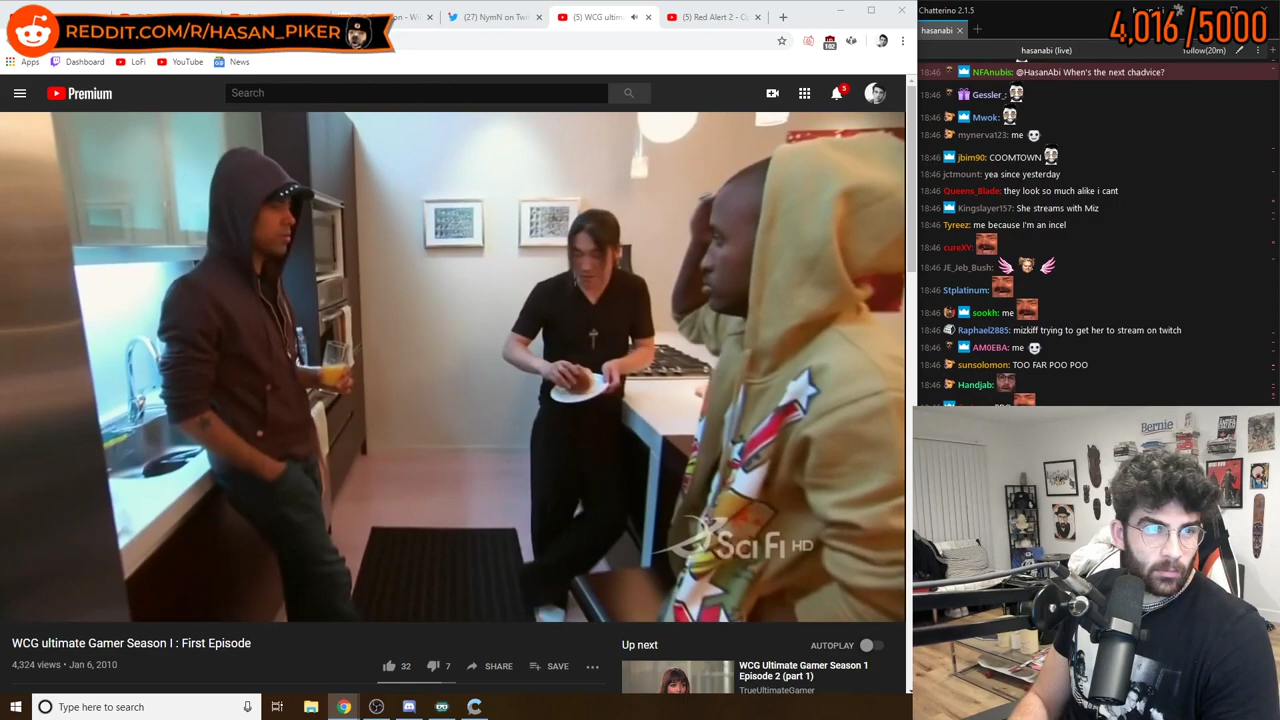 REDDIT.COM/R/HASAN_PIKER
(27) NymN on Twi
(5) WCG ultim
(5) Red Alert 2 - O
102
Apps
Dashboard
LoFi
YouTube
News
Premium
Search
5
Sci Fi HD
WCG ultimate Gamer Season I : First Episode
4,324 views • Jan 6, 2010
32
7
SHARE
SAVE
Up next
AUTOPLAY
WCG Ultimate Gamer Season 1
Episode 2 (part 1)
TrueUltimateGamer
Type here to search
Chatterino 2.1.5
4,016/5000
hasanabi
hasanabi (live)
follow(20m)
18:46 NFAnubis: @HasanAbi When's the next chadvice?
18:46 Gessler_:
18:46 Mwok:
18:46 mynerva123: me
18:46 jbim90: COOMTOWN
18:46 jctmount: yea since yesterday
18:46 Queens_Blade: they look so much alike i cant
18:46 Kingslayer157: She streams with Miz
18:46 Tyreez: me because I'm an incel
18:46 cureXY:
18:46 JE_Jeb_Bush:
18:46 Stplatinum:
18:46 sookh: me
18:46 Raphael2885: mizkiff trying to get her to stream on twitch
18:46 AM0EBA: me
18:46 sunsolomon: TOO FAR POO POO
18:46 Handjab:
Bernie